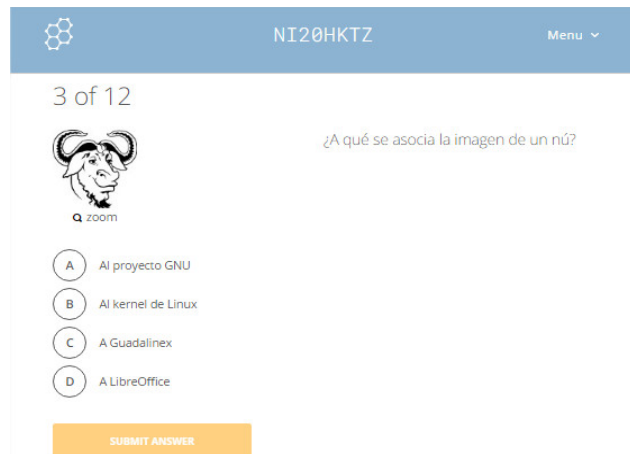 NI20HKTZ
Menu
3 of 12
¿A qué se asocia la imagen de un nú?
zoom
A Al proyecto GNU
B Al kernel de Linux
C A Guadalinex
D A LibreOffice
SUBMIT ANSWER